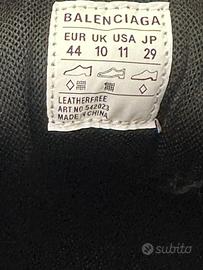 BALENCIAGA
EUR UK USA JP
44 10 11 29
LEATHERFREE
ART NO 542023
MADE IN CHINA
subito